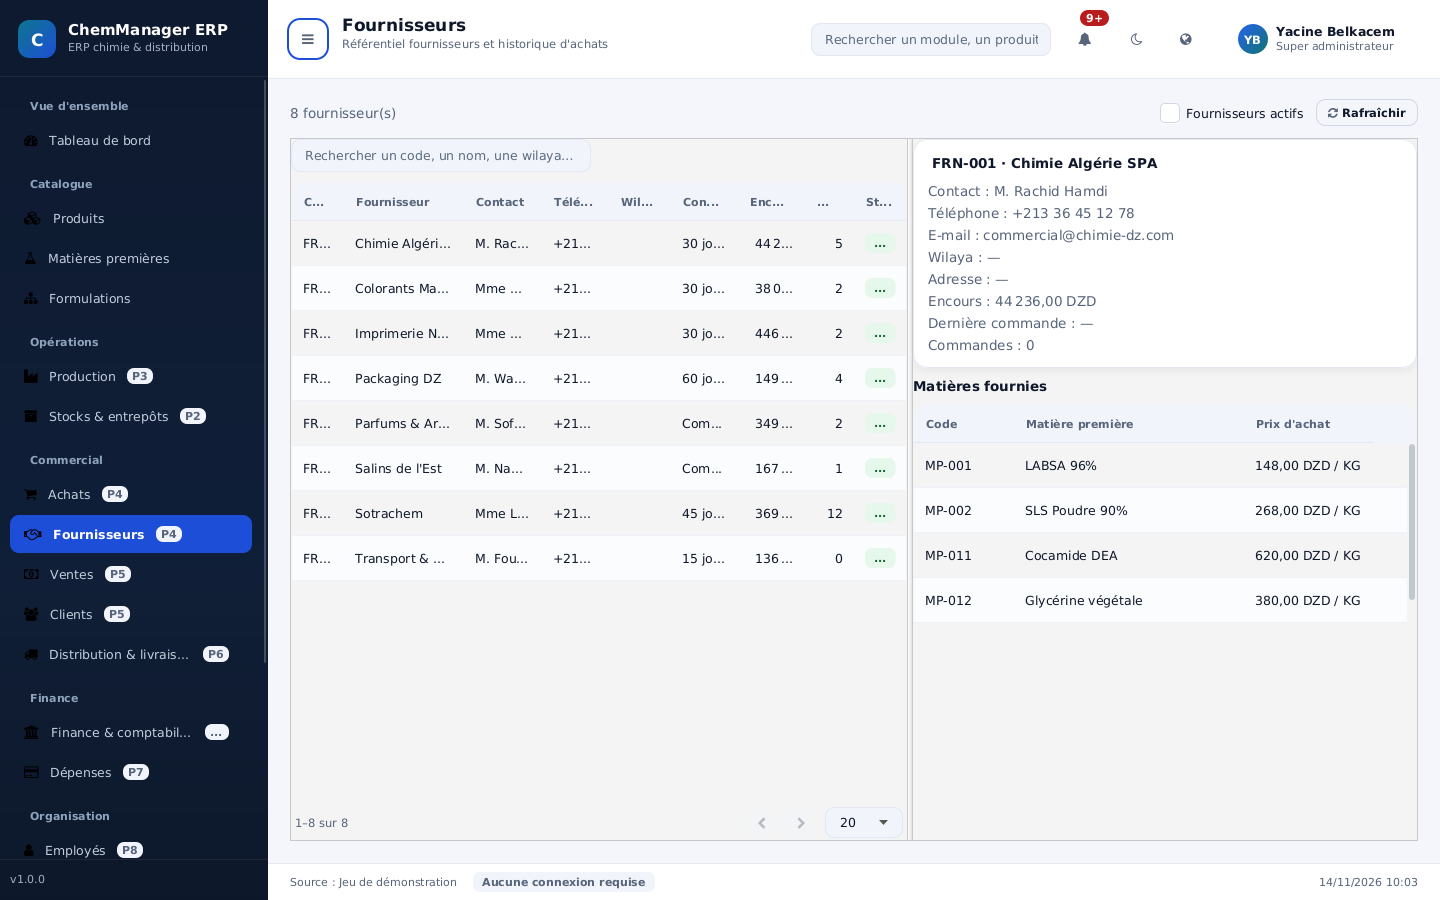 C
ChemManager ERP
ERP chimie & distribution
Vue d'ensemble
Tableau de bord
Catalogue
Produits
Matières premières
Formulations
Opérations
Production P3
Stocks & entrepôts P2
Commercial
Achats P4
Fournisseurs P4
Ventes P5
Clients P5
Distribution & livrais... P6
Finance
Finance & comptabil... ...
Dépenses P7
Organisation
Employés P8
v1.0.0
Fournisseurs
Référentiel fournisseurs et historique d'achats
Rechercher un module, un produit
9+
YB
Yacine Belkacem
Super administrateur
8 fournisseur(s)
Fournisseurs actifs
Rafraîchir
Rechercher un code, un nom, une wilaya...
C... Fournisseur Contact Télé... Wil... Con... Enc... ... St...
FR... Chimie Algéri... M. Rac... +21... 30 jo... 44 2... 5 ...
FR... Colorants Ma... Mme ... +21... 30 jo... 38 0... 2 ...
FR... Imprimerie N... Mme ... +21... 30 jo... 446 ... 2 ...
FR... Packaging DZ M. Wa... +21... 60 jo... 149 ... 4 ...
FR... Parfums & Ar... M. Sof... +21... Com... 349 ... 2 ...
FR... Salins de l'Est M. Na... +21... Com... 167 ... 1 ...
FR... Sotrachem Mme L... +21... 45 jo... 369 ... 12 ...
FR... Transport & ... M. Fou... +21... 15 jo... 136 ... 0 ...
1–8 sur 8
20
FRN-001 · Chimie Algérie SPA
Contact : M. Rachid Hamdi
Téléphone : +213 36 45 12 78
E-mail : commercial@chimie-dz.com
Wilaya : —
Adresse : —
Encours : 44 236,00 DZD
Dernière commande : —
Commandes : 0
Matières fournies
Code Matière première Prix d'achat
MP-001 LABSA 96% 148,00 DZD / KG
MP-002 SLS Poudre 90% 268,00 DZD / KG
MP-011 Cocamide DEA 620,00 DZD / KG
MP-012 Glycérine végétale 380,00 DZD / KG
Source : Jeu de démonstration
Aucune connexion requise
14/11/2026 10:03